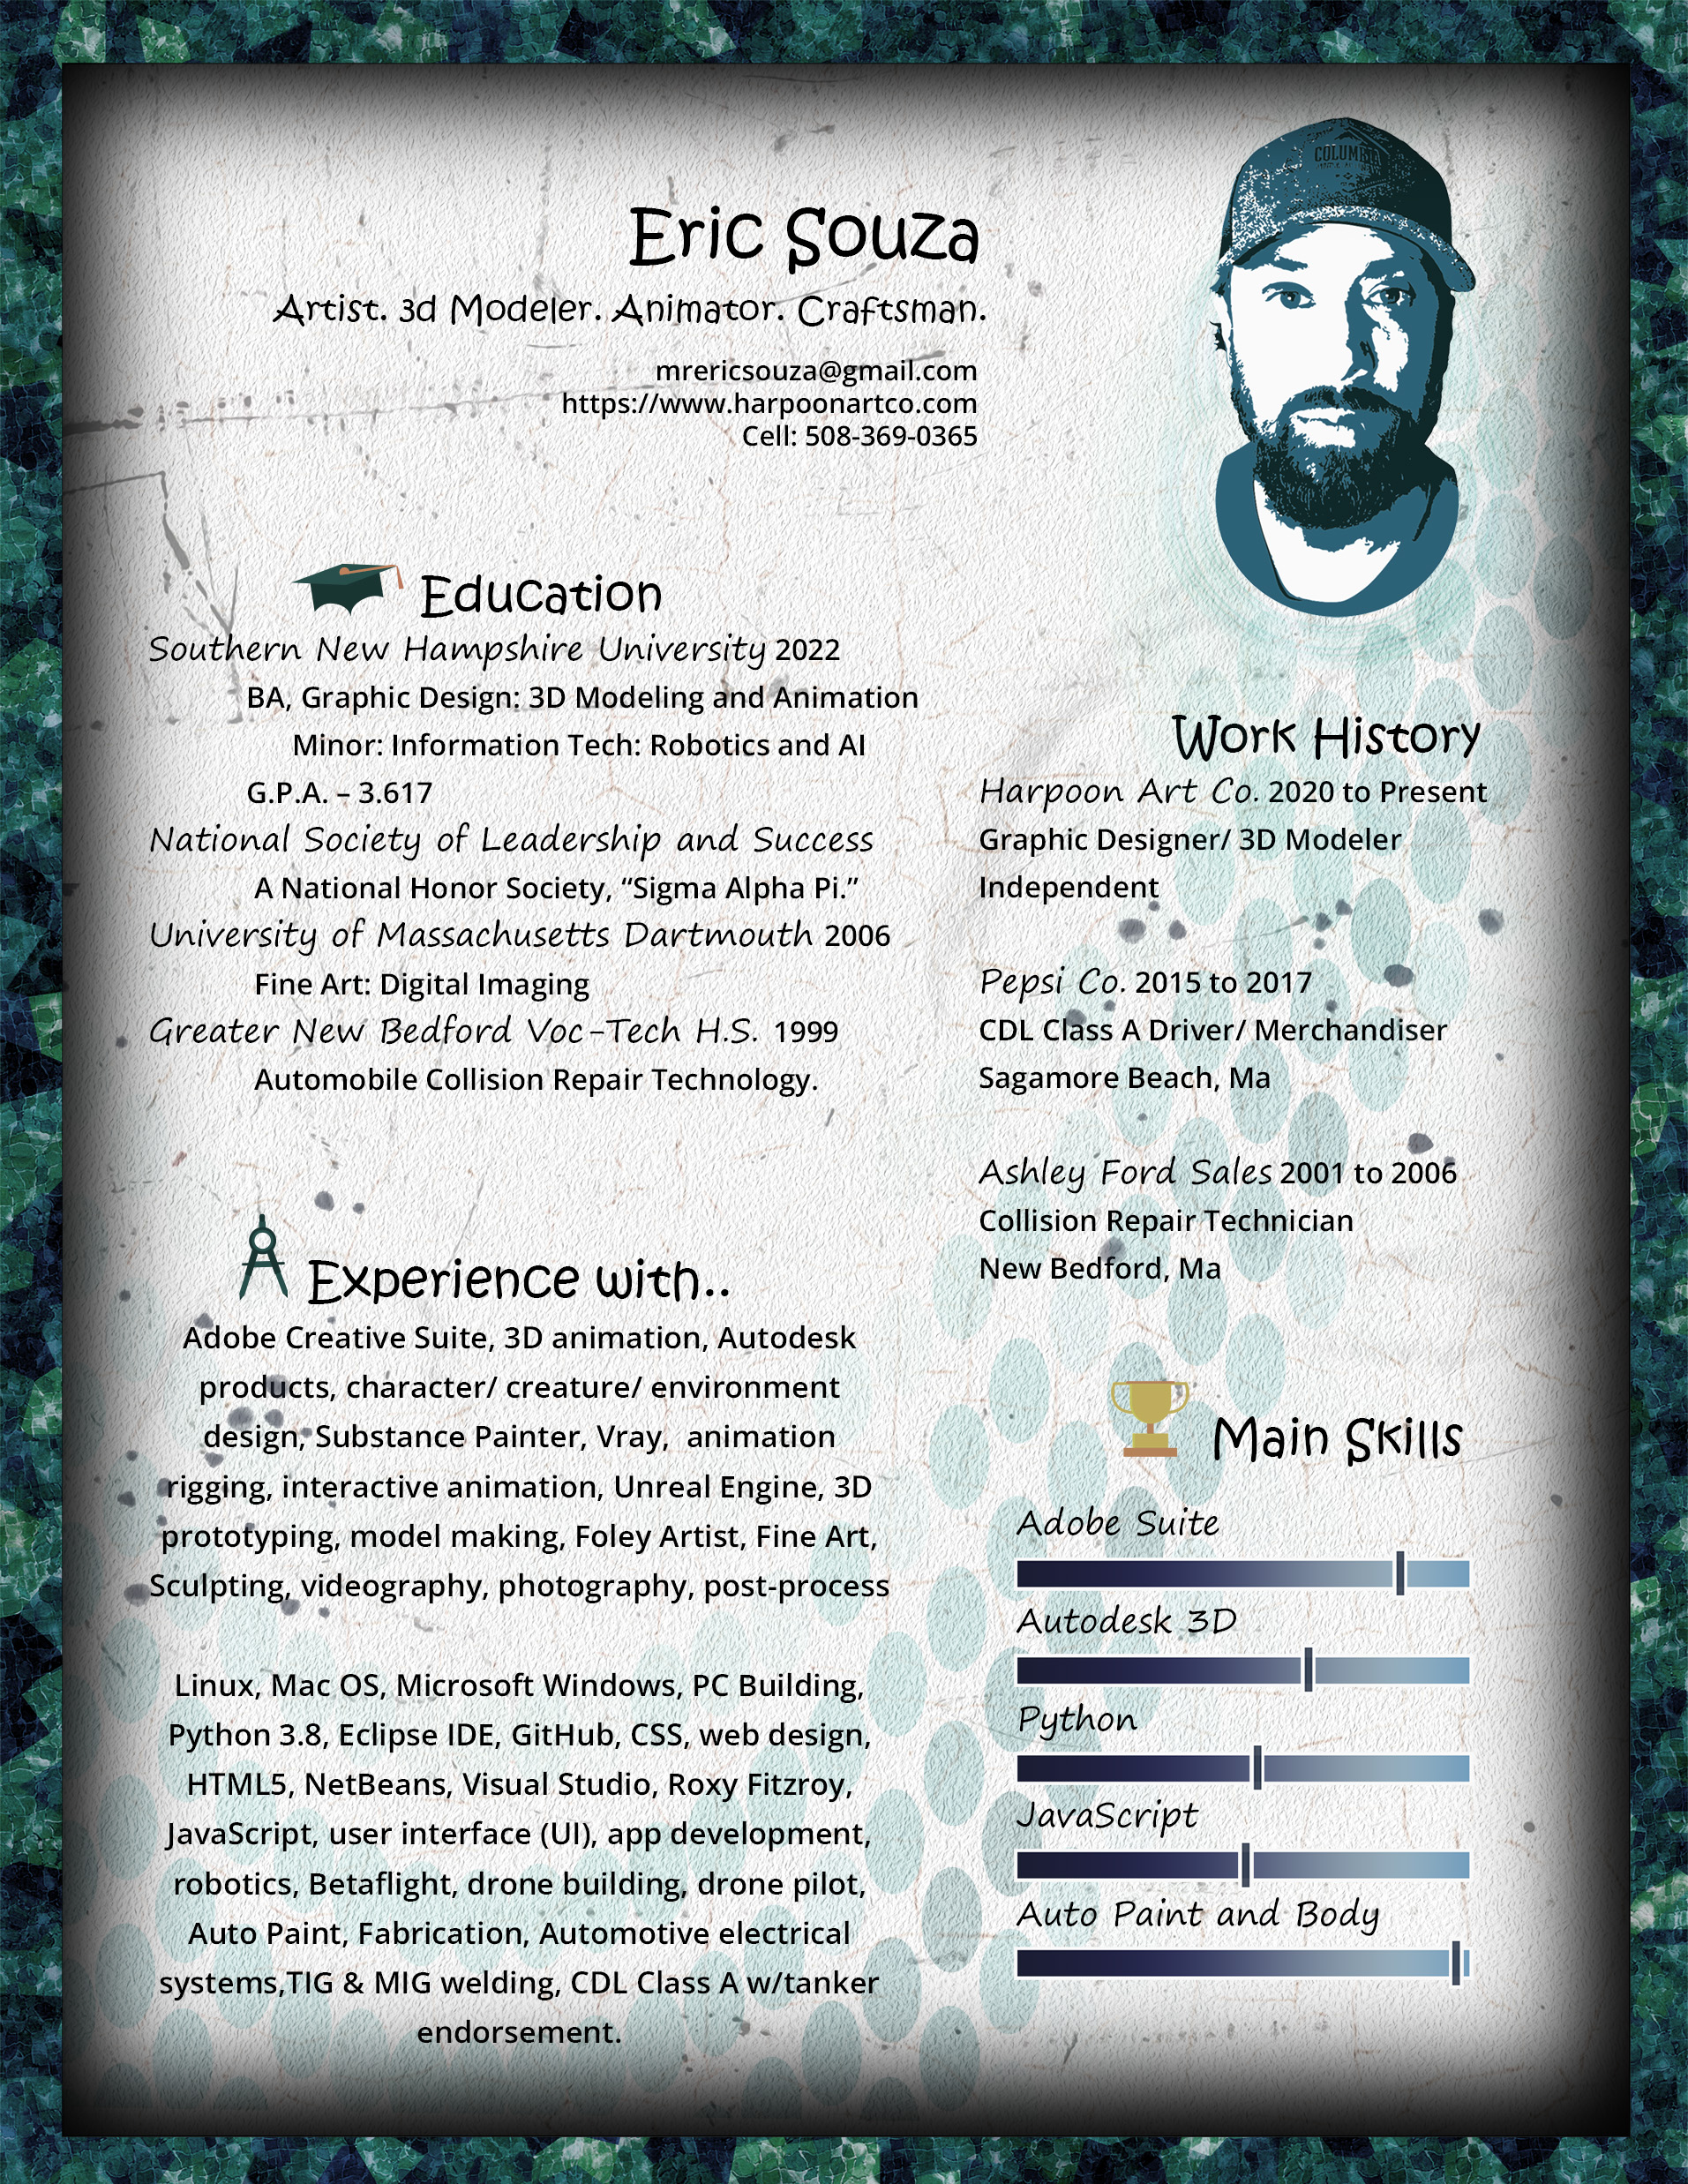 COLUMBIA
Eric Souza
Artist. 3d Modeler. Animator. Craftsman.
mrericsouza@gmail.com
https://www.harpoonartco.com
Cell: 508-369-0365
Education
Southern New Hampshire University 2022
BA, Graphic Design: 3D Modeling and Animation
Minor: Information Tech: Robotics and AI
G.P.A. – 3.617
National Society of Leadership and Success
A National Honor Society, “Sigma Alpha Pi.”
University of Massachusetts Dartmouth 2006
Fine Art: Digital Imaging
Greater New Bedford Voc-Tech H.S. 1999
Automobile Collision Repair Technology.
Experience with..
Adobe Creative Suite, 3D animation, Autodesk
products, character/ creature/ environment
design, Substance Painter, Vray,  animation
rigging, interactive animation, Unreal Engine, 3D
prototyping, model making, Foley Artist, Fine Art,
Sculpting, videography, photography, post-process
Linux, Mac OS, Microsoft Windows, PC Building,
Python 3.8, Eclipse IDE, GitHub, CSS, web design,
HTML5, NetBeans, Visual Studio, Roxy Fitzroy,
JavaScript, user interface (UI), app development,
robotics, Betaflight, drone building, drone pilot,
Auto Paint, Fabrication, Automotive electrical
systems,TIG & MIG welding, CDL Class A w/tanker
endorsement.
Work History
Harpoon Art Co. 2020 to Present
Graphic Designer/ 3D Modeler
Independent
Pepsi Co. 2015 to 2017
CDL Class A Driver/ Merchandiser
Sagamore Beach, Ma
Ashley Ford Sales 2001 to 2006
Collision Repair Technician
New Bedford, Ma
Main Skills
Adobe Suite
Autodesk 3D
Python
JavaScript
Auto Paint and Body